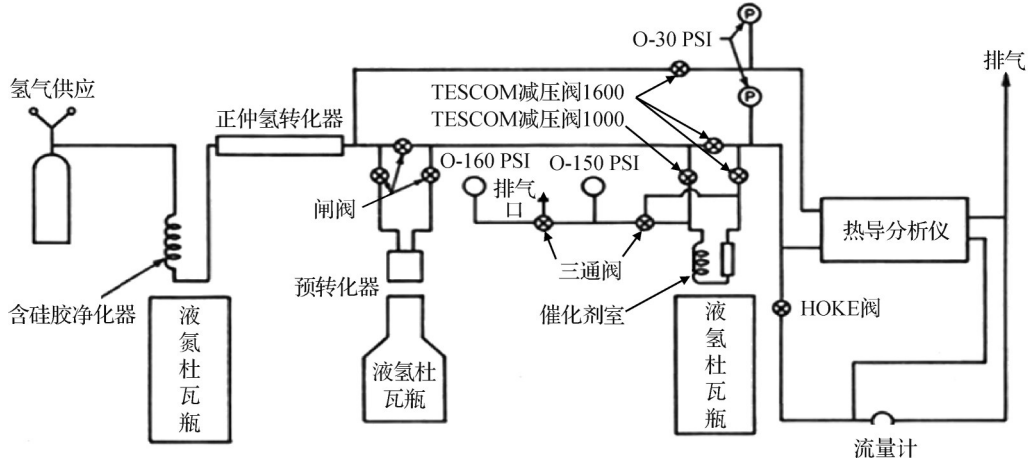 P
O-30 PSI
排气
P
氢气供应
TESCOM减压阀1600
正仲氢转化器
TESCOM减压阀1000
O-160 PSI
O-150 PSI
排气
口
闸阀
热导分析仪
三通阀
预转化器
含硅胶净化器
催化剂室
HOKE阀
液
氮
杜
瓦
瓶
液氢杜
瓦瓶
液
氢
杜
瓦
瓶
流量计